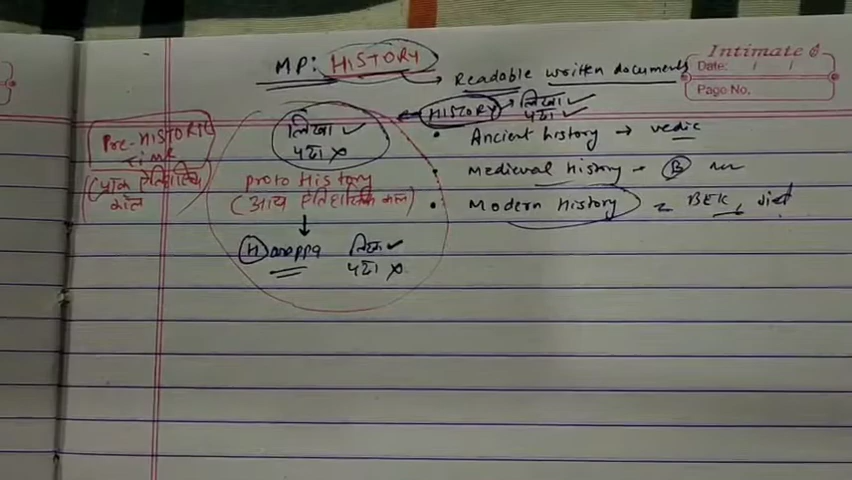 MP: HISTORY
Intimate
Date: / /
Page No.
Readable written documents
HISTORY → लिखा ✓
पढा ✓
लिखा ✓
पढा ×
Pre-HISTORIC
Time
(प्राक ऐतिहासिक
काल
Proto History
(आद्य ऐतिहासिक काल)
Harappa लिखा ✓
पढा ×
• Ancient history → vedic
• Medieval history - B
• Modern history